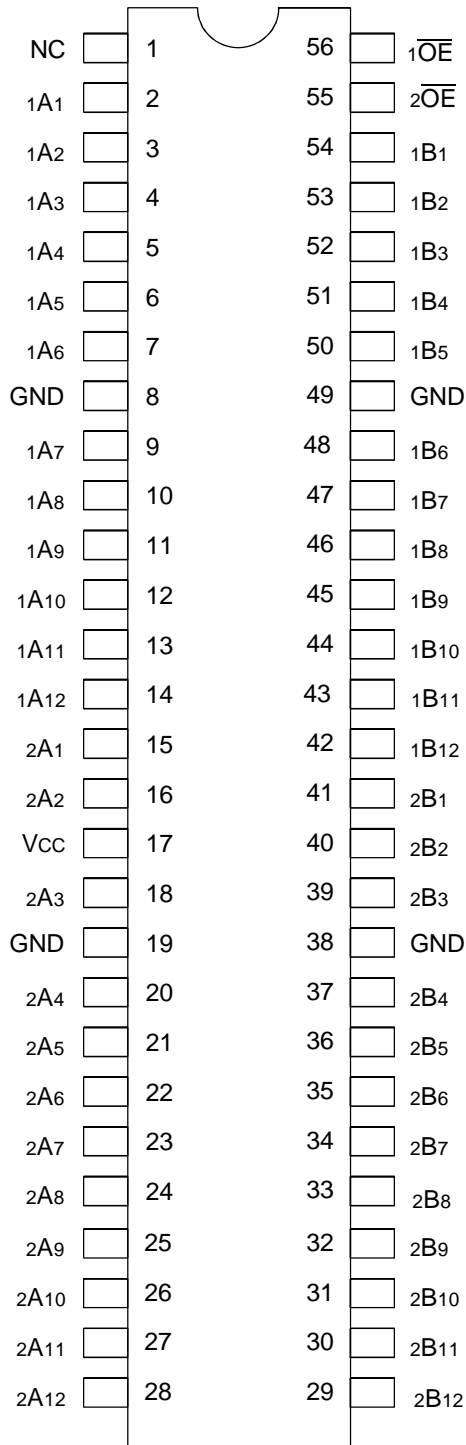 NC 1 56 1O̅E̅
1A1 2 55 2O̅E̅
1A2 3 54 1B1
1A3 4 53 1B2
1A4 5 52 1B3
1A5 6 51 1B4
1A6 7 50 1B5
GND 8 49 GND
1A7 9 48 1B6
1A8 10 47 1B7
1A9 11 46 1B8
1A10 12 45 1B9
1A11 13 44 1B10
1A12 14 43 1B11
2A1 15 42 1B12
2A2 16 41 2B1
VCC 17 40 2B2
2A3 18 39 2B3
GND 19 38 GND
2A4 20 37 2B4
2A5 21 36 2B5
2A6 22 35 2B6
2A7 23 34 2B7
2A8 24 33 2B8
2A9 25 32 2B9
2A10 26 31 2B10
2A11 27 30 2B11
2A12 28 29 2B12